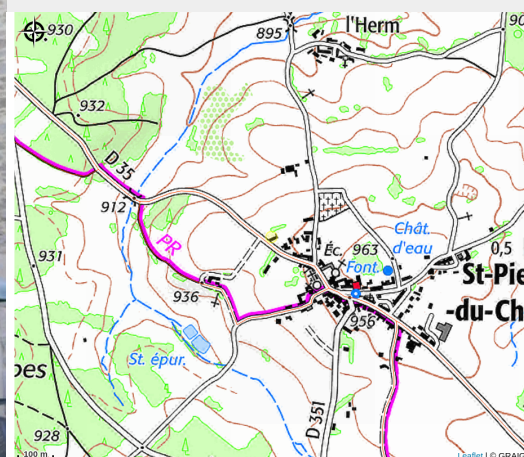 930
895
l'Herm
90
932
D 35
912
PR
Chât.
d'eau
Éc.
963
0,5
931
Font.
St-Pie
936
-du-Ch
956
St. épur.
pes
D 351
928
100 m
Leaflet | © GRAIG